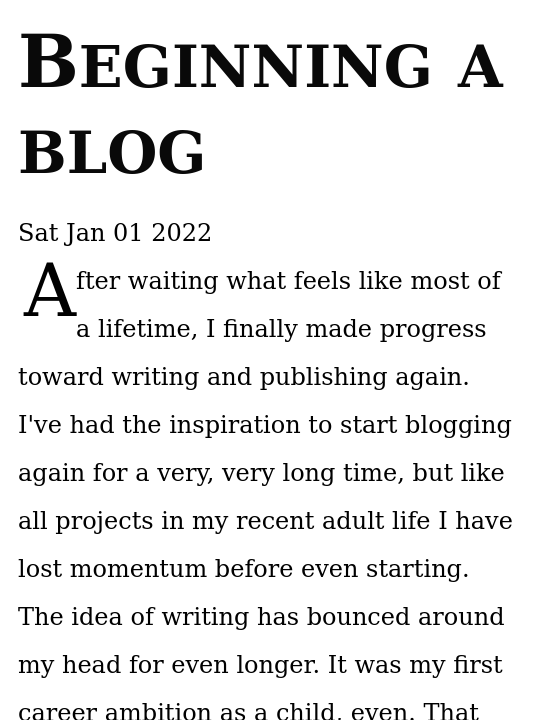 Beginning a
blog
Sat Jan 01 2022
After waiting what feels like most of
a lifetime, I finally made progress
toward writing and publishing again.
I've had the inspiration to start blogging
again for a very, very long time, but like
all projects in my recent adult life I have
lost momentum before even starting.
The idea of writing has bounced around
my head for even longer. It was my first
career ambition as a child, even. That